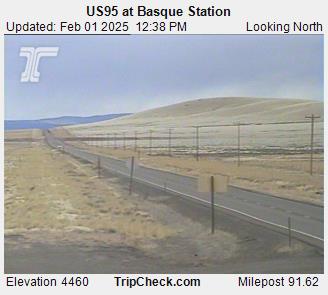 US95 at Basque Station
Updated: Feb 01 2025 12:38 PM Looking North
Elevation 4460 TripCheck.com Milepost 91.62